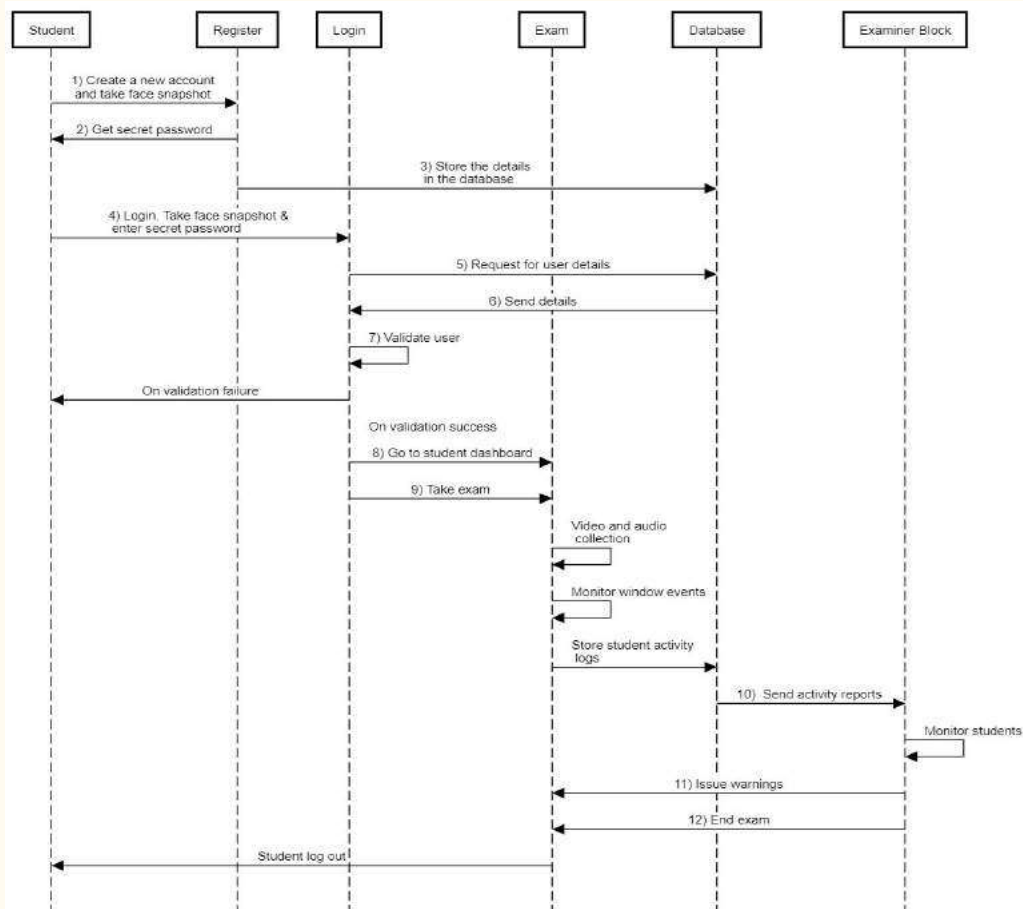 Student
Register
Login
Exam
Database
Examiner Block
1) Create a new account
and take face snapshot
2) Get secret password
3) Store the details
in the database
4) Login. Take face snapshot &
enter secret password
5) Request for user details
6) Send details
7) Validate user
On validation failure
On validation success
8) Go to student dashboard
9) Take exam
Video and audio
collection
Monitor window events
Store student activity
logs
10) Send activity reports
Monitor students
11) Issue warnings
12) End exam
Student log out